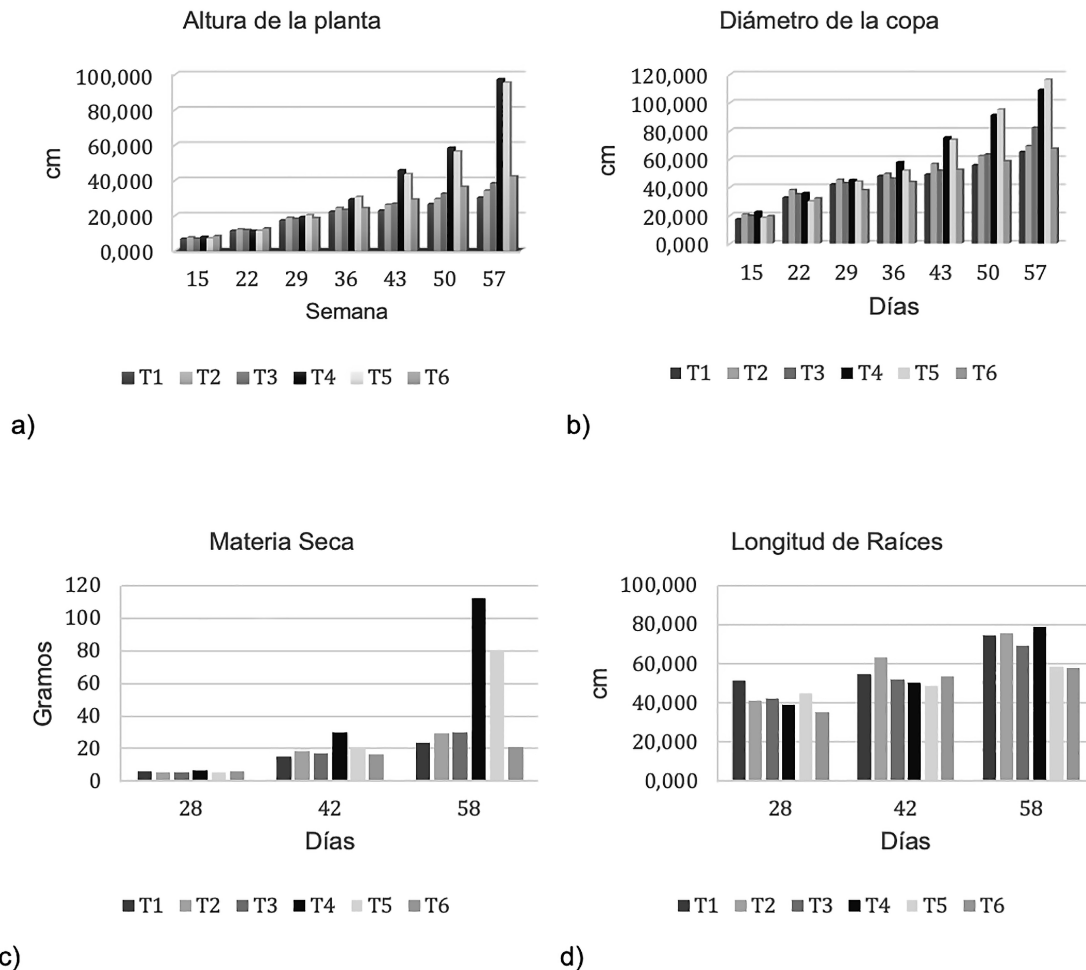 Altura de la planta
100,000
80,000
60,000
40,000
20,000
0,000
cm
15 22 29 36 43 50 57
Semana
T1 T2 T3 T4 T5 T6
a)
Diámetro de la copa
120,000
100,000
80,000
60,000
40,000
20,000
0,000
cm
15 22 29 36 43 50 57
Días
T1 T2 T3 T4 T5 T6
b)
Materia Seca
120
100
80
60
40
20
0
Gramos
28 42 58
Días
T1 T2 T3 T4 T5 T6
c)
Longitud de Raíces
100,000
80,000
60,000
40,000
20,000
0,000
cm
28 42 58
Días
T1 T2 T3 T4 T5 T6
d)